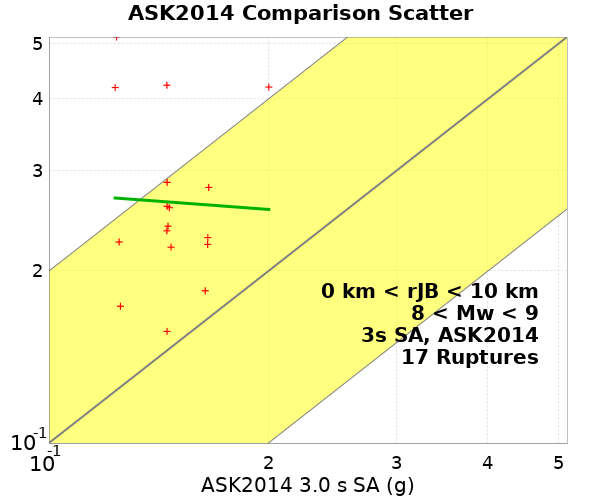 ASK2014 Comparison Scatter
5
4
3
2
10-1
0 km < rJB < 10 km
8 < Mw < 9
3s SA, ASK2014
17 Ruptures
10-1 2 3 4 5
ASK2014 3.0 s SA (g)